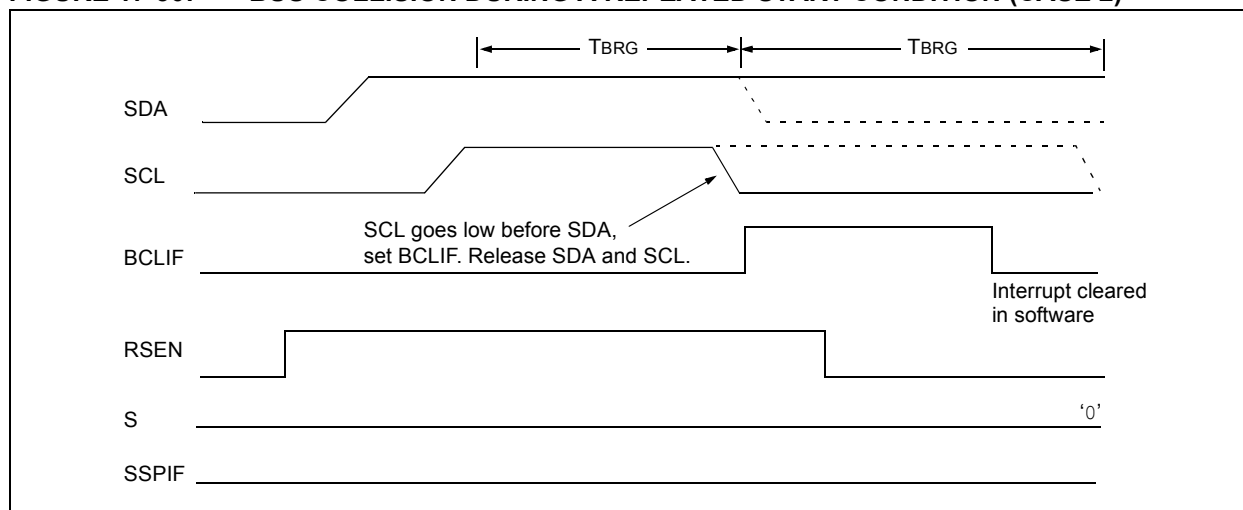 TBRG TBRG
SDA
SCL
SCL goes low before SDA,
set BCLIF. Release SDA and SCL.
BCLIF
Interrupt cleared
in software
RSEN
S
‘0’
SSPIF